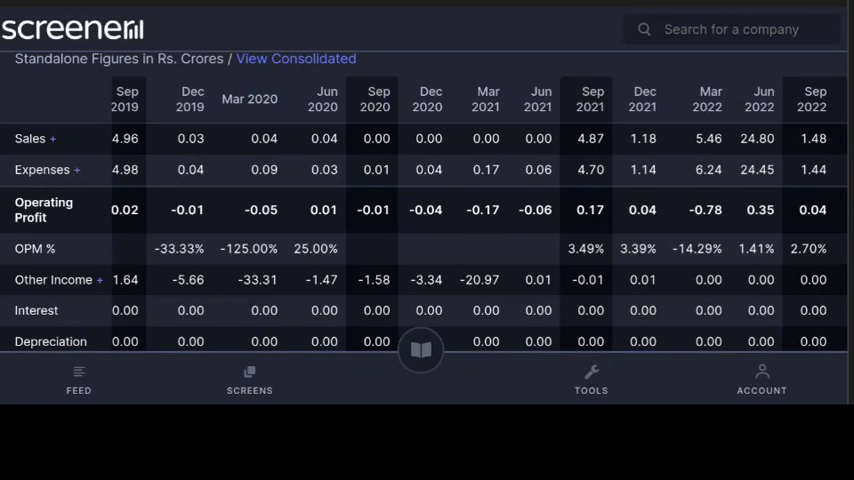 screener
Search for a company
Standalone Figures in Rs. Crores / View Consolidated
Sep 2019 Dec 2019 Mar 2020 Jun 2020 Sep 2020 Dec 2020 Mar 2021 Jun 2021 Sep 2021 Dec 2021 Mar 2022 Jun 2022 Sep 2022
Sales + 4.96 0.03 0.04 0.04 0.00 0.00 0.00 0.00 4.87 1.18 5.46 24.80 1.48
Expenses + 4.98 0.04 0.09 0.03 0.01 0.04 0.17 0.06 4.70 1.14 6.24 24.45 1.44
Operating Profit 0.02 -0.01 -0.05 0.01 -0.01 -0.04 -0.17 -0.06 0.17 0.04 -0.78 0.35 0.04
OPM % -33.33% -125.00% 25.00% 3.49% 3.39% -14.29% 1.41% 2.70%
Other Income + 1.64 -5.66 -33.31 -1.47 -1.58 -3.34 -20.97 0.01 -0.01 0.01 0.00 0.00 0.00
Interest 0.00 0.00 0.00 0.00 0.00 0.00 0.00 0.00 0.00 0.00 0.00 0.00 0.00
Depreciation 0.00 0.00 0.00 0.00 0.00 0.00 0.00 0.00 0.00 0.00 0.00 0.00
FEED SCREENS TOOLS ACCOUNT